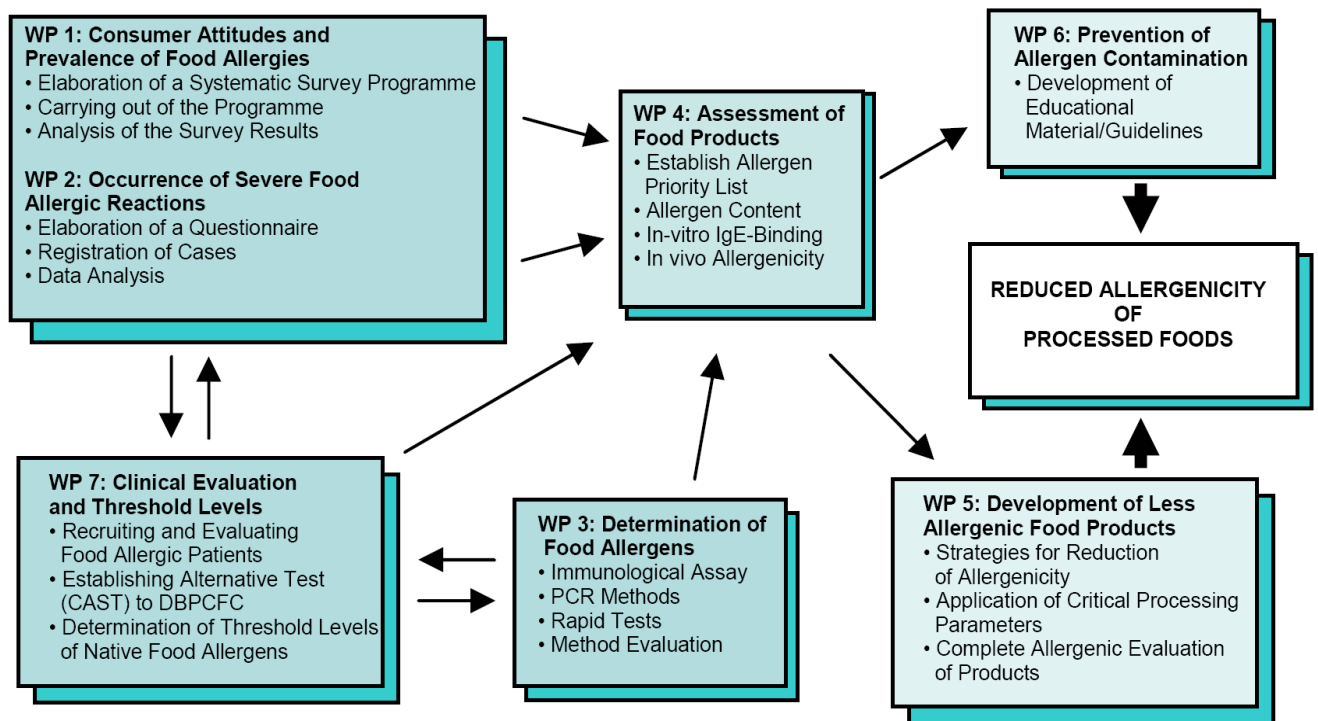 WP 1: Consumer Attitudes and
Prevalence of Food Allergies
• Elaboration of a Systematic Survey Programme
• Carrying out of the Programme
• Analysis of the Survey Results
WP 2: Occurrence of Severe Food
Allergic Reactions
• Elaboration of a Questionnaire
• Registration of Cases
• Data Analysis
WP 4: Assessment of
Food Products
• Establish Allergen
Priority List
• Allergen Content
• In-vitro IgE-Binding
• In vivo Allergenicity
WP 6: Prevention of
Allergen Contamination
• Development of
Educational
Material/Guidelines
REDUCED ALLERGENICITY
OF
PROCESSED FOODS
WP 7: Clinical Evaluation
and Threshold Levels
• Recruiting and Evaluating
Food Allergic Patients
• Establishing Alternative Test
(CAST) to DBPCFC
• Determination of Threshold Levels
of Native Food Allergens
WP 3: Determination of
Food Allergens
• Immunological Assay
• PCR Methods
• Rapid Tests
• Method Evaluation
WP 5: Development of Less
Allergenic Food Products
• Strategies for Reduction
of Allergenicity
• Application of Critical Processing
Parameters
• Complete Allergenic Evaluation
of Products